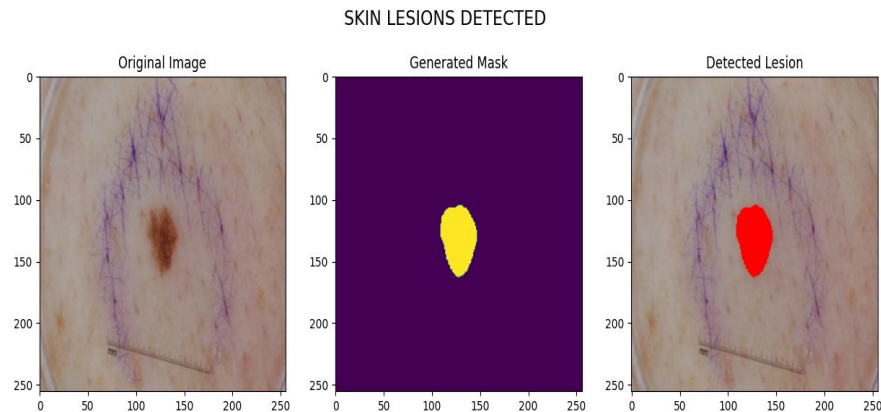 SKIN LESIONS DETECTED
Original Image
Generated Mask
Detected Lesion
0
50
100
150
200
250
0
50
100
150
200
250
0
50
100
150
200
250
0 50 100 150 200 250
0 50 100 150 200 250
0 50 100 150 200 250